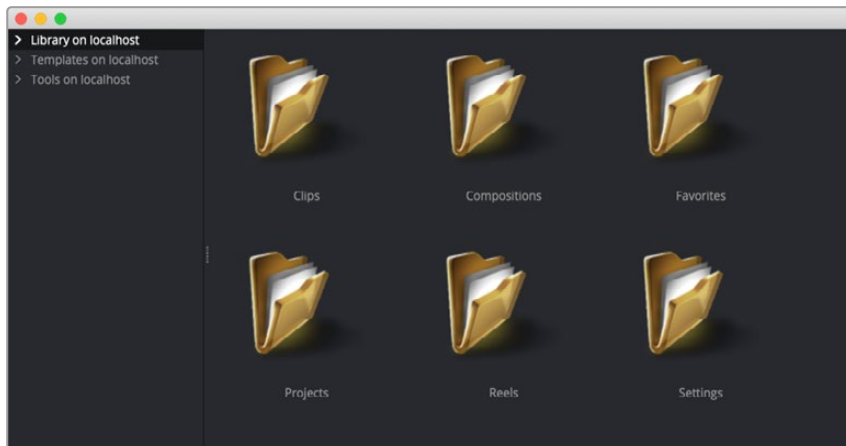 Library on localhost
Templates on localhost
Tools on localhost
Clips
Compositions
Favorites
Projects
Reels
Settings